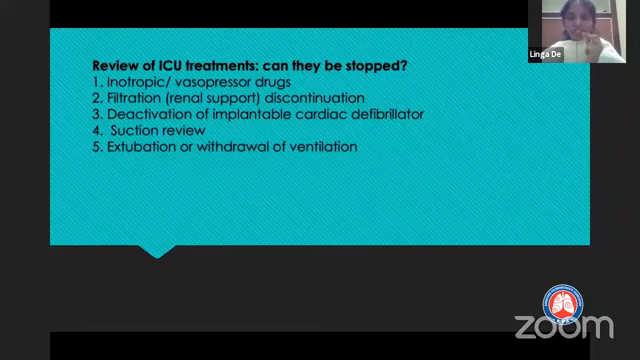 Linga De
Review of ICU treatments: can they be stopped?
1. Inotropic/ vasopressor drugs
2. Filtration (renal support) discontinuation
3. Deactivation of implantable cardiac defibrillator
4. Suction review
5. Extubation or withdrawal of ventilation
zoom